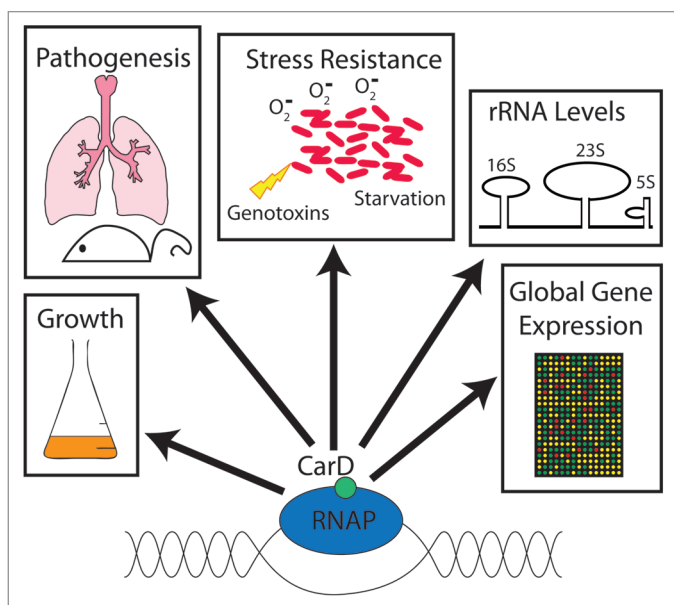 Pathogenesis
Stress Resistance
O₂⁻ O₂⁻ O₂⁻
Genotoxins
Starvation
rRNA Levels
16S
23S
5S
Growth
Global Gene
Expression
CarD
RNAP